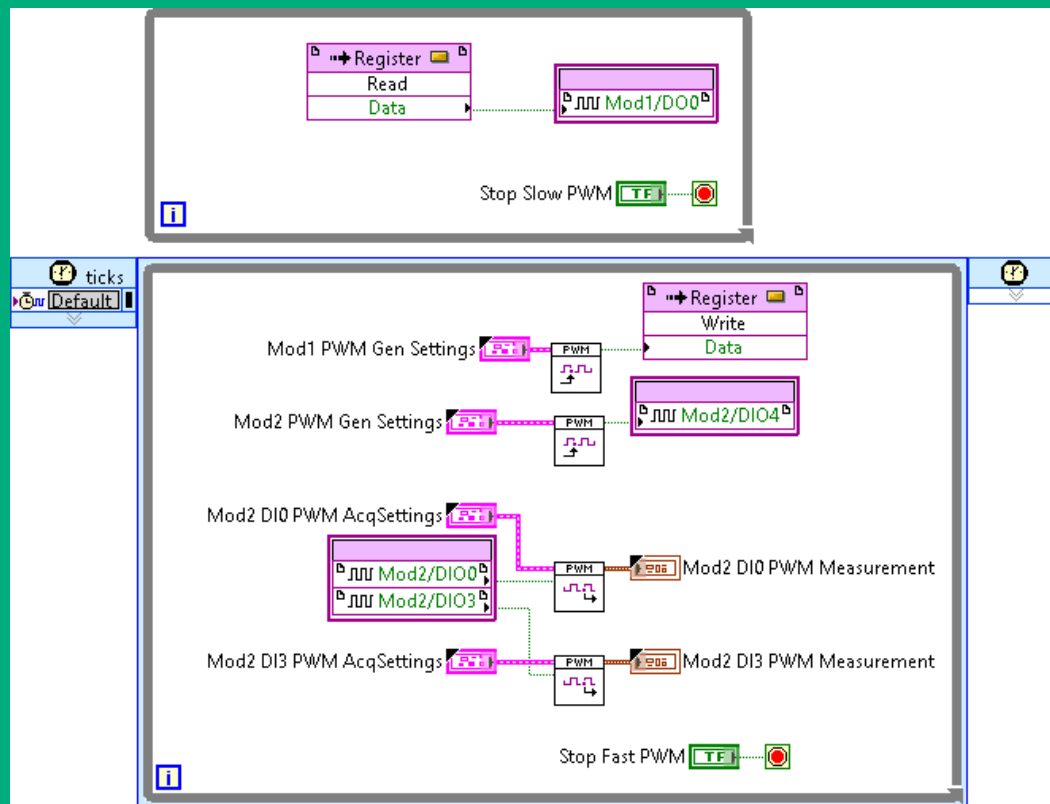 Register
Read
Data
Mod1/DO0
Stop Slow PWM TF
i
ticks
Default
Register
Write
Data
Mod1 PWM Gen Settings PWM
Mod2 PWM Gen Settings PWM
Mod2/DIO4
Mod2 DI0 PWM AcqSettings
Mod2/DIO0
Mod2/DIO3
PWM Mod2 DI0 PWM Measurement
Mod2 DI3 PWM AcqSettings PWM Mod2 DI3 PWM Measurement
Stop Fast PWM TF
i